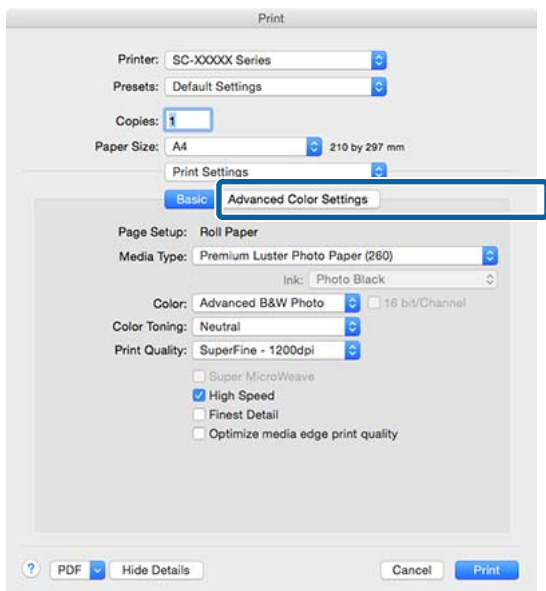 Print
Printer: SC-XXXXX Series
Presets: Default Settings
Copies: 1
Paper Size: A4 210 by 297 mm
Print Settings
Basic Advanced Color Settings
Page Setup: Roll Paper
Media Type: Premium Luster Photo Paper (260)
Ink: Photo Black
Color: Advanced B&W Photo 16 bit/Channel
Color Toning: Neutral
Print Quality: SuperFine - 1200dpi
Super MicroWeave
High Speed
Finest Detail
Optimize media edge print quality
? PDF Hide Details Cancel Print